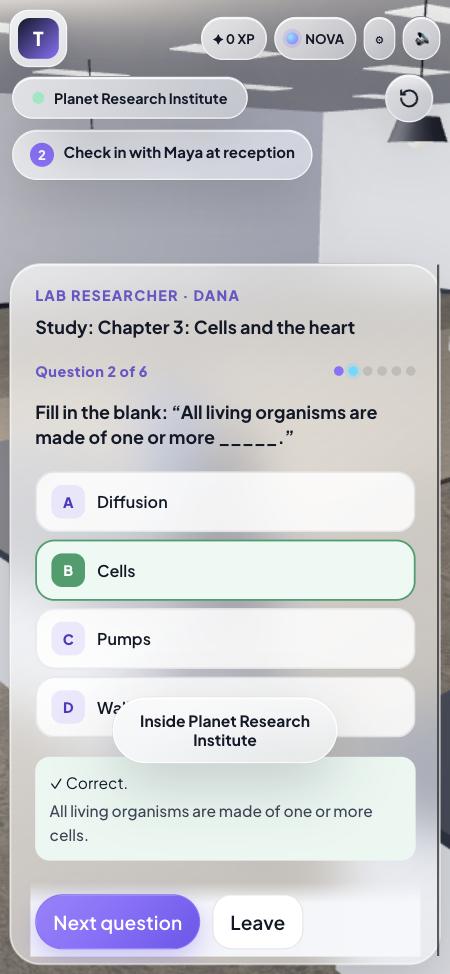 T
✦ 0 XP
NOVA
Planet Research Institute
2
Check in with Maya at reception
LAB RESEARCHER · DANA
Study: Chapter 3: Cells and the heart
Question 2 of 6
Fill in the blank: “All living organisms are
made of one or more _____.”
A
Diffusion
B
Cells
C
Pumps
D
Inside Planet Research
Institute
✓ Correct.
All living organisms are made of one or more
cells.
Next question
Leave